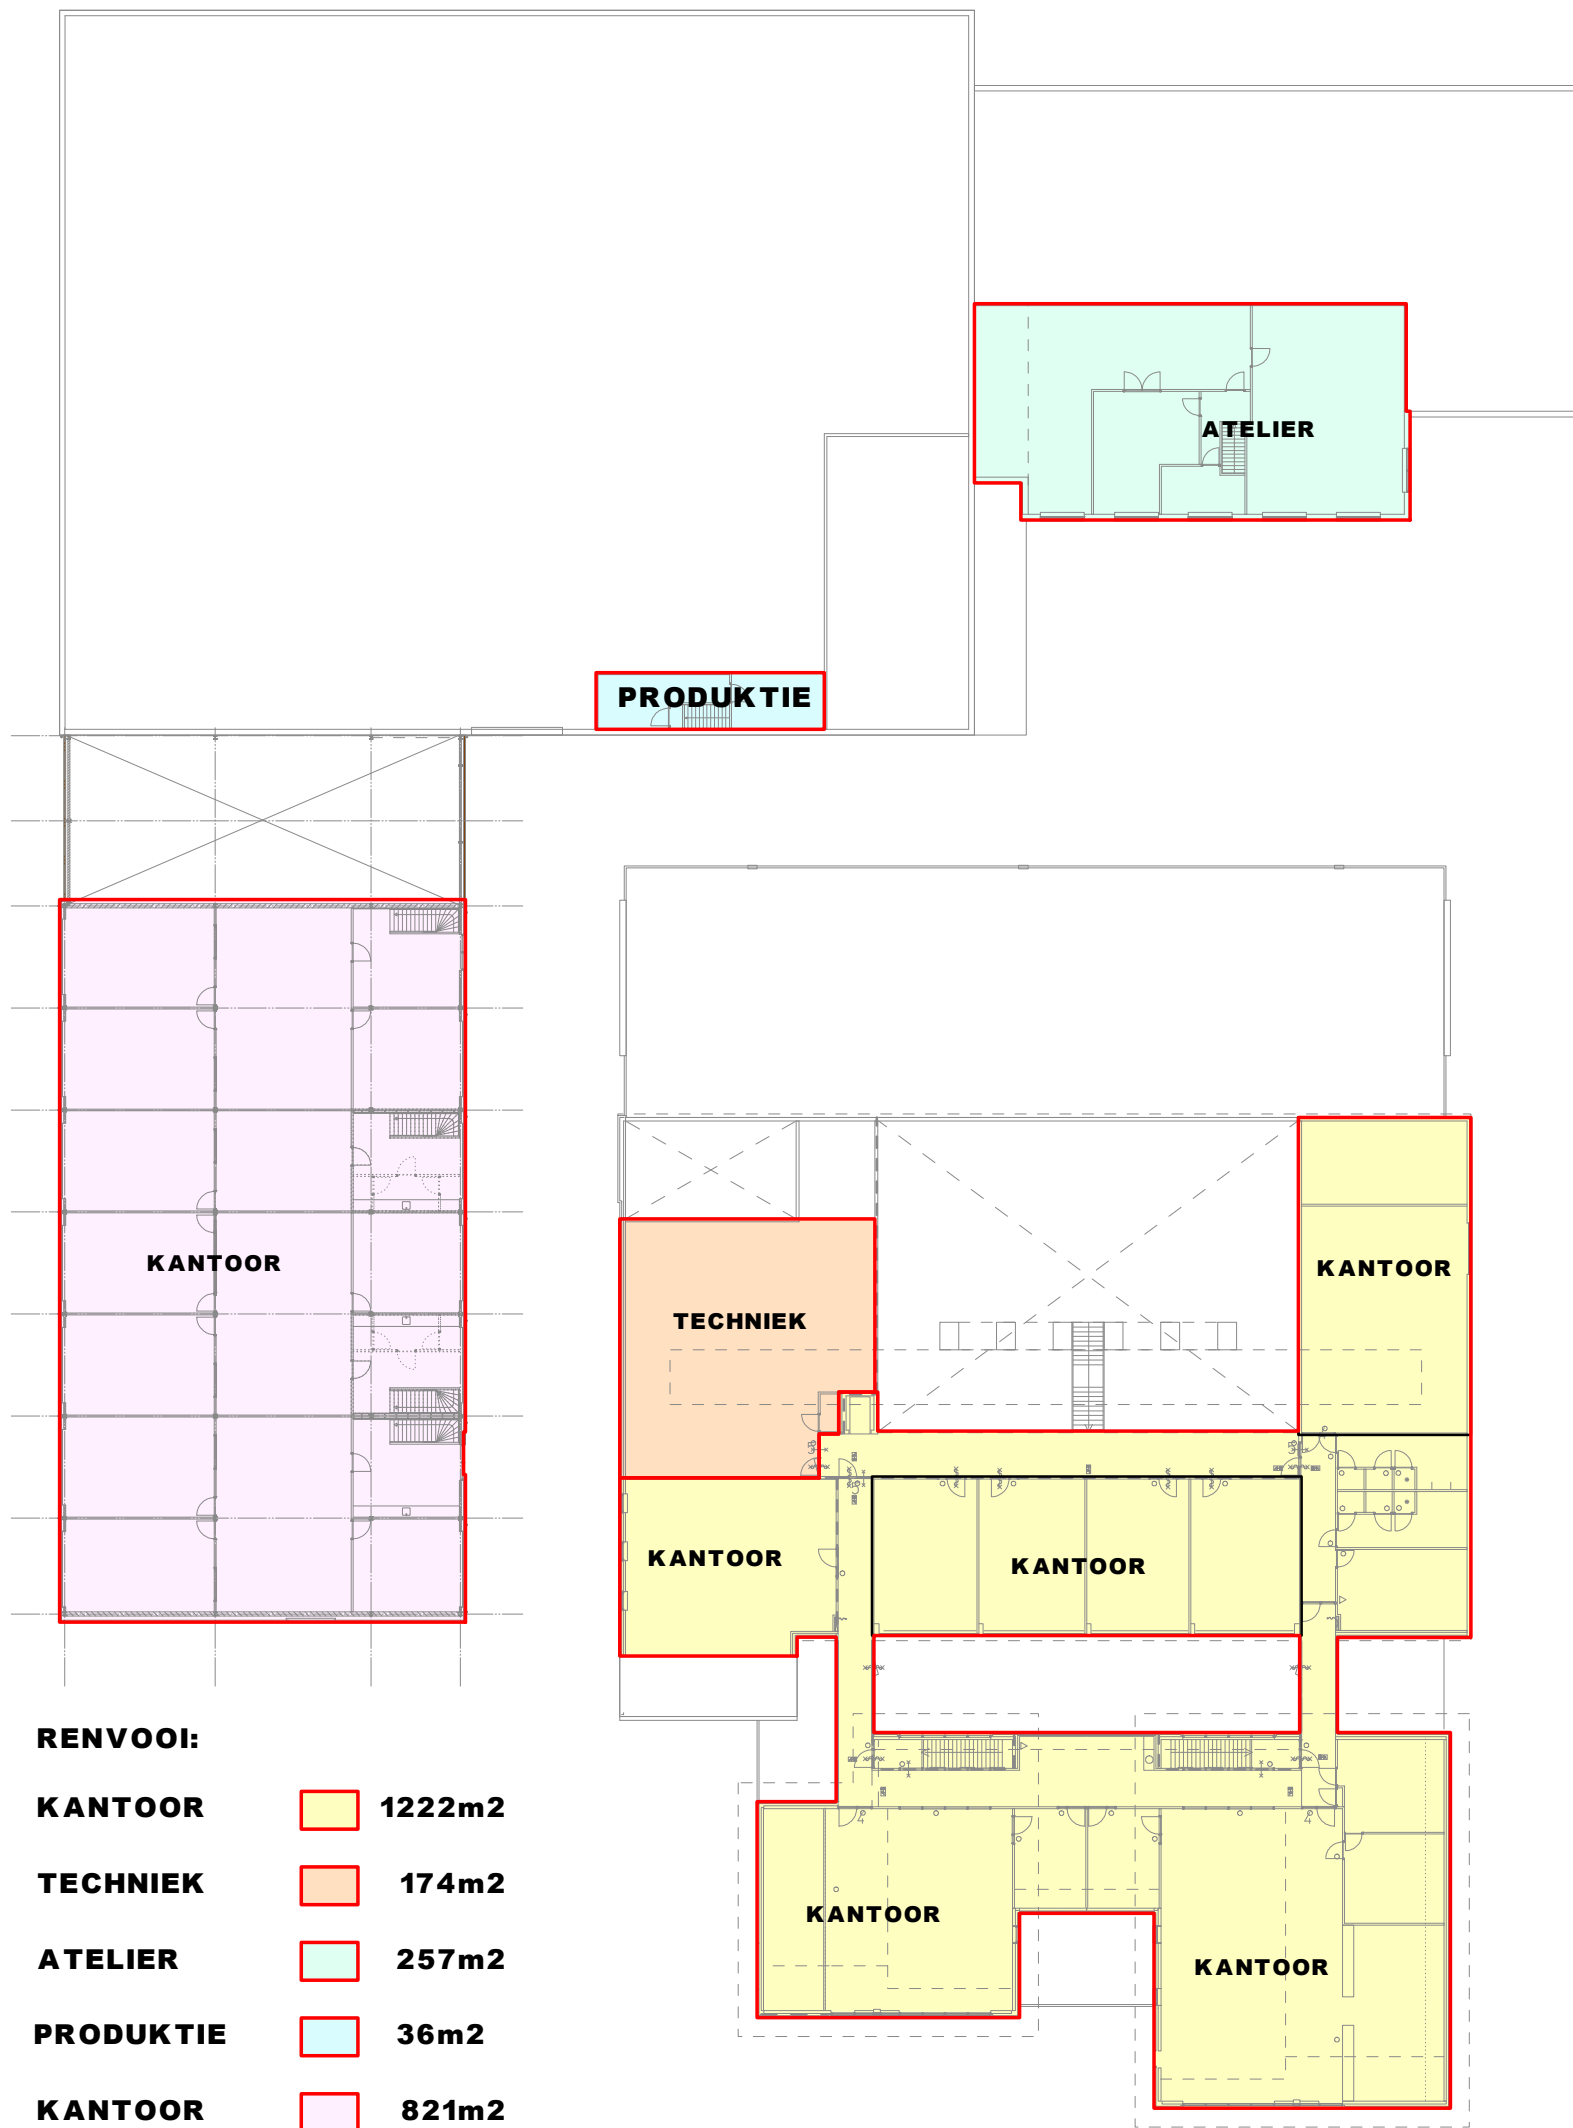 ATELIER
PRODUKTIE
KANTOOR
KANTOOR
TECHNIEK
KANTOOR
KANTOOR
KANTOOR
KANTOOR
RENVOOI:
KANTOOR 1222m2
TECHNIEK 174m2
ATELIER 257m2
PRODUKTIE 36m2
KANTOOR 821m2